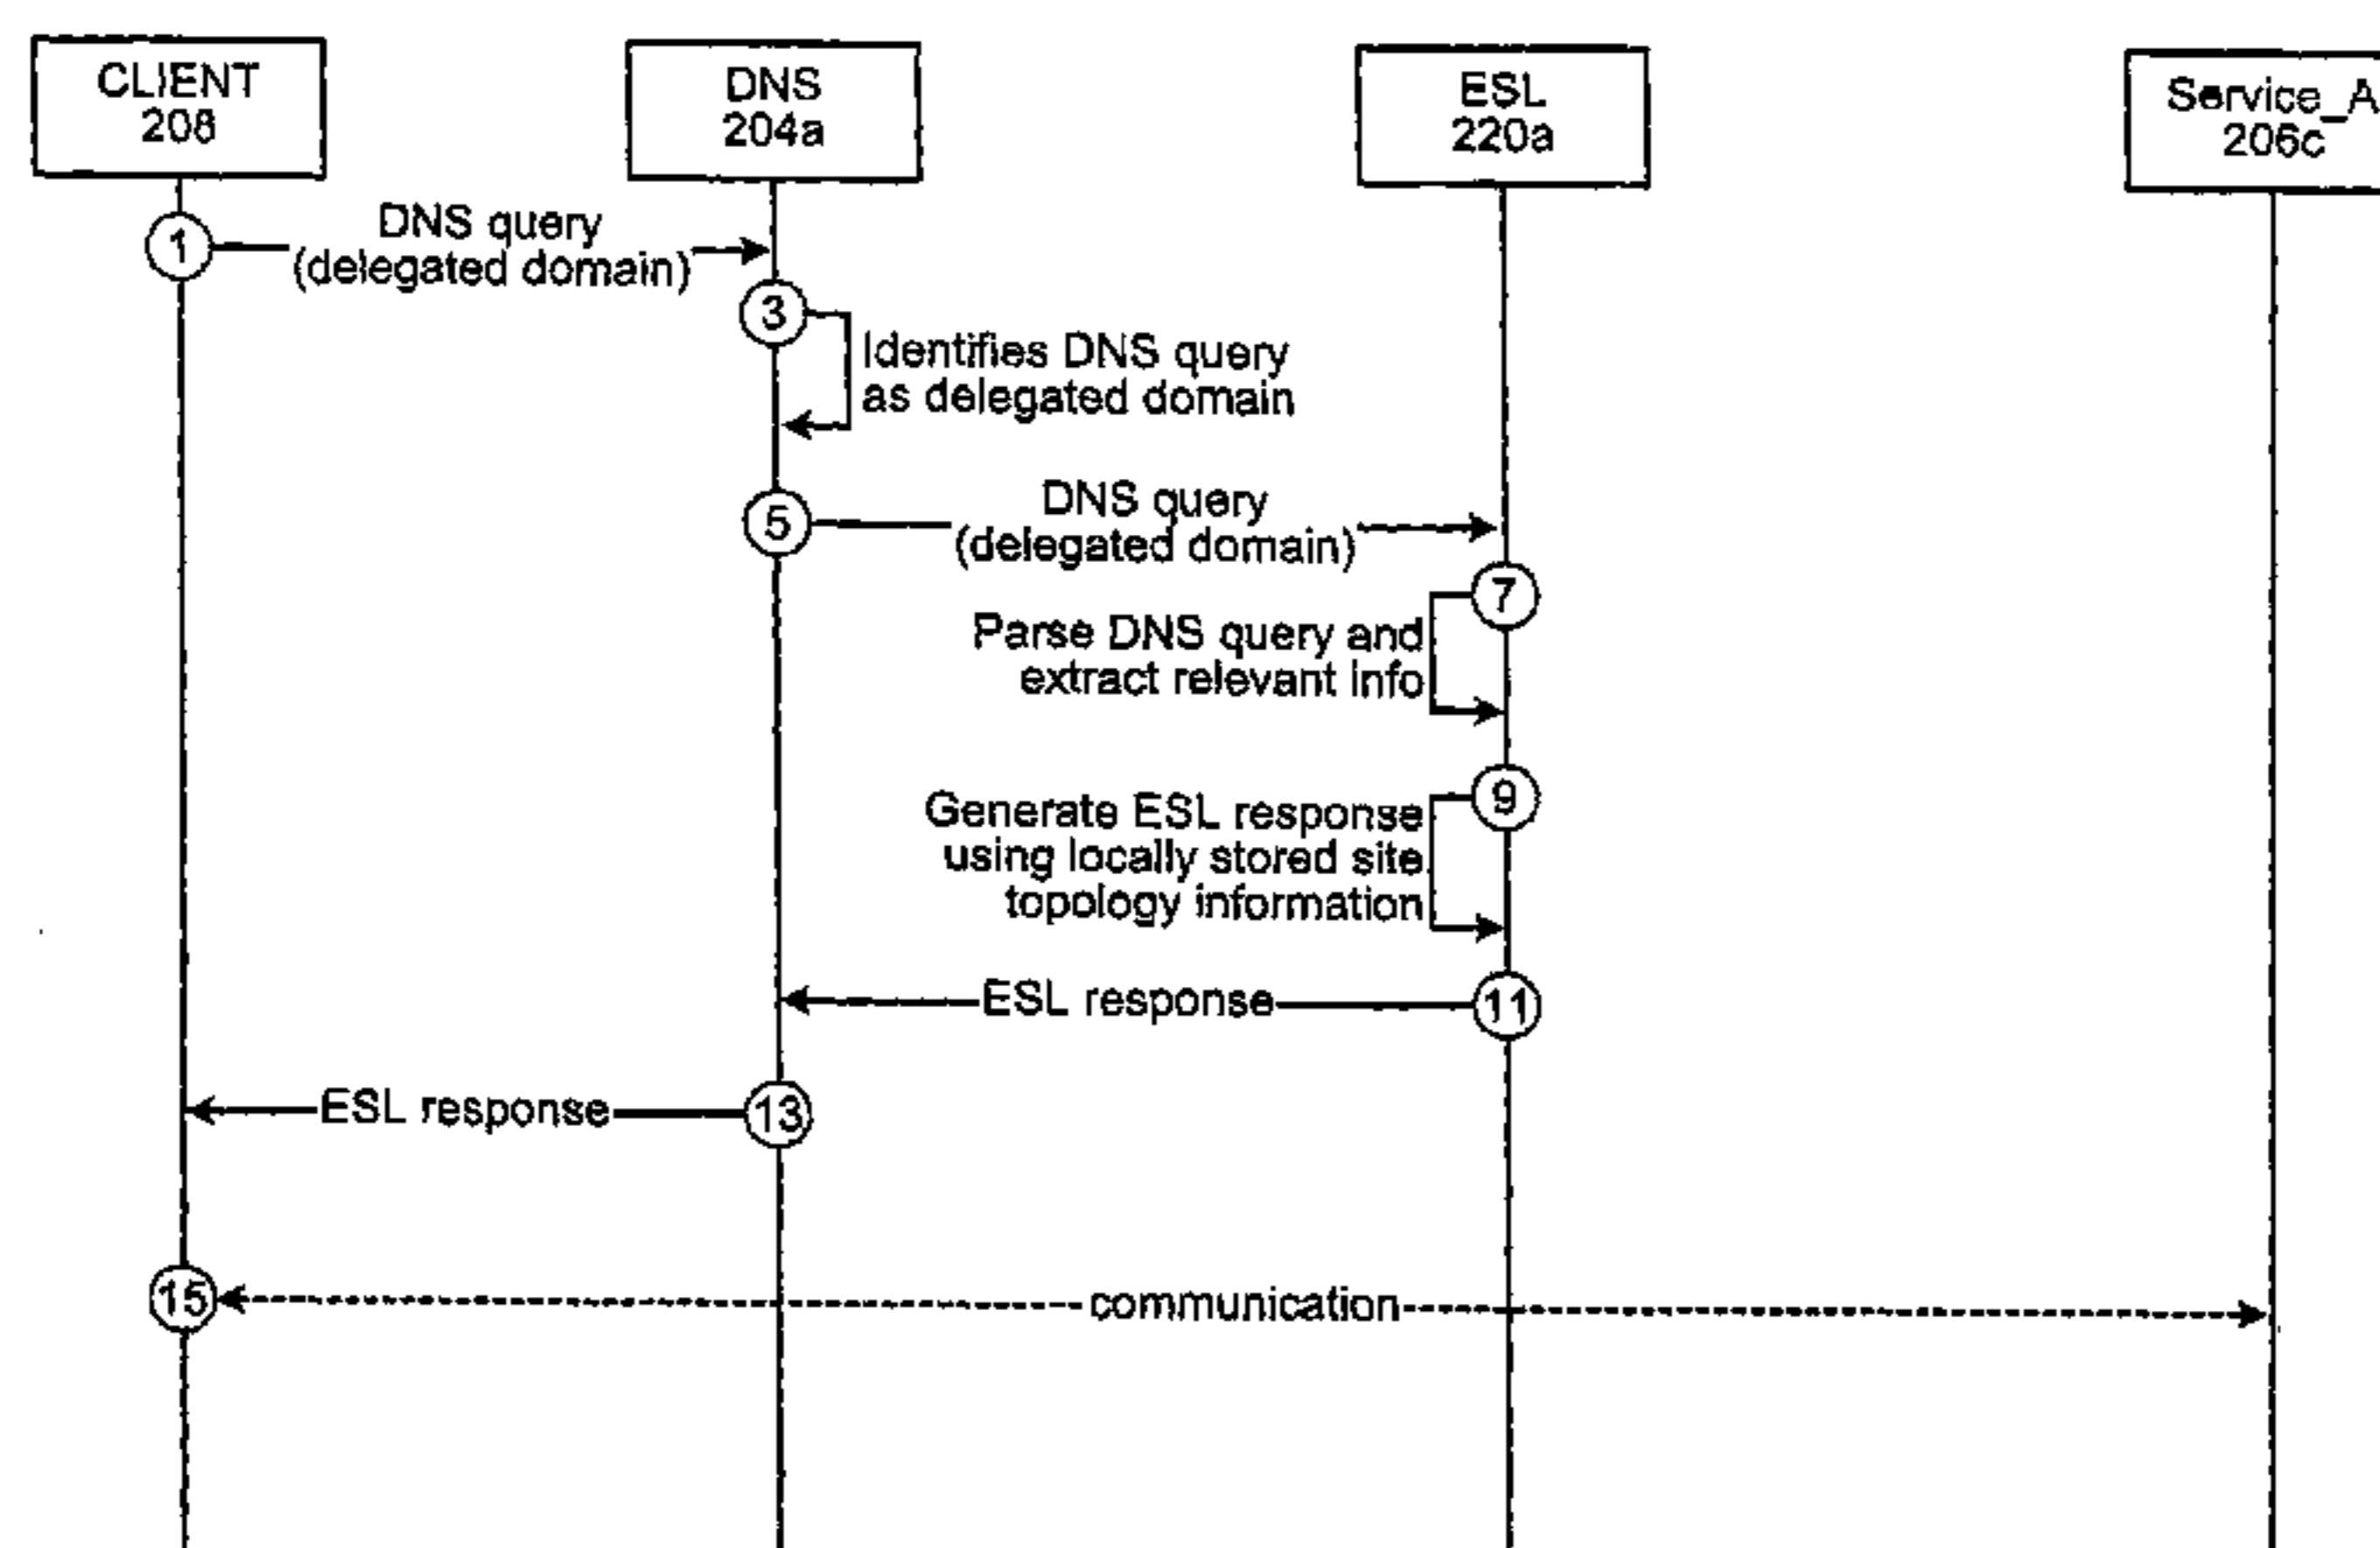 CLIENT
208
DNS
204a
ESL
220a
Service_A
206c
1
DNS query
(delegated domain)
3
Identifies DNS query
as delegated domain
5
DNS query
(delegated domain)
7
Parse DNS query and
extract relevant info
9
Generate ESL response
using locally stored site
topology information
ESL response
11
ESL response
13
15
communication